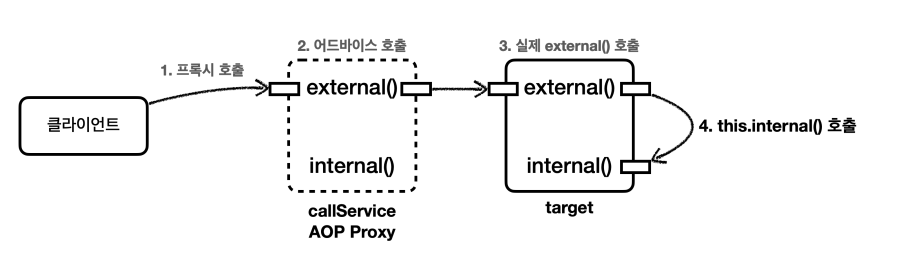 2. 어드바이스 호출
3. 실제 external() 호출
1. 프록시 호출
external()
external()
클라이언트
4. this.internal() 호출
internal()
internal()
callService
AOP Proxy
target